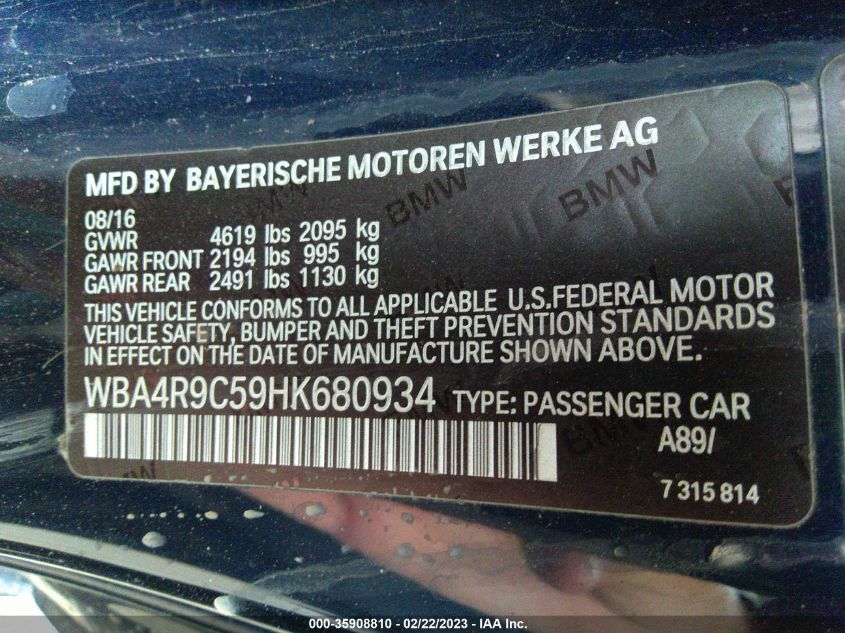 MFD BY BAYERISCHE MOTOREN WERKE AG
08/16
GVWR 4619 lbs 2095 kg
GAWR FRONT 2194 lbs 995 kg
GAWR REAR 2491 lbs 1130 kg
THIS VEHICLE CONFORMS TO ALL APPLICABLE U.S.FEDERAL MOTOR
VEHICLE SAFETY, BUMPER AND THEFT PREVENTION STANDARDS
IN EFFECT ON THE DATE OF MANUFACTURE SHOWN ABOVE.
WBA4R9C59HK680934 TYPE: PASSENGER CAR
A89/
7 315 814
BMW
BMW
BMW
BMW
000-35908810 - 02/22/2023 - IAA Inc.